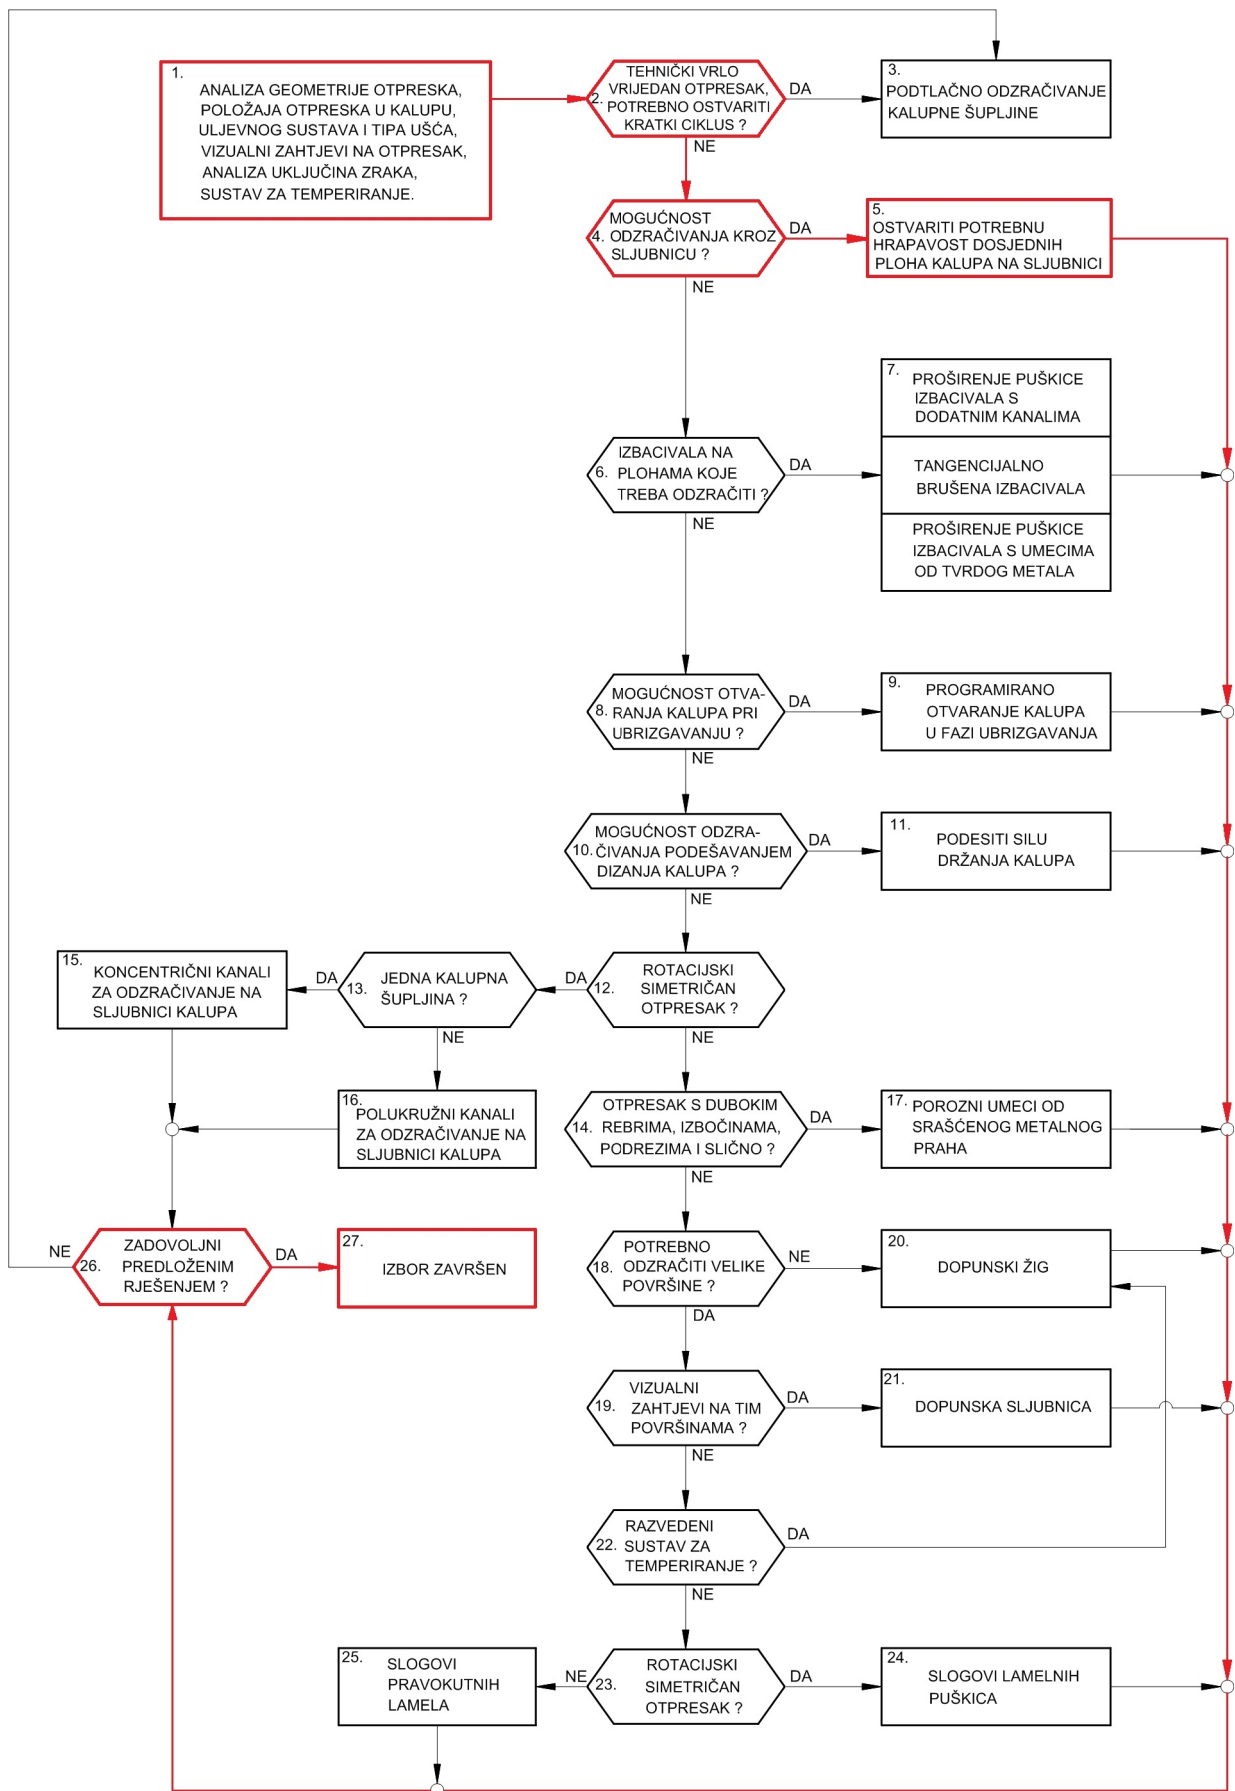 1.
ANALIZA GEOMETRIJE OTPRESKA,
POLOŽAJA OTPRESKA U KALUPU,
ULJEVNOG SUSTAVA I TIPA UŠĆA,
VIZUALNI ZAHTJEVI NA OTPRESAK,
ANALIZA UKLJUČINA ZRAKA,
SUSTAV ZA TEMPERIRANJE.
TEHNIČKI VRLO
VRIJEDAN OTPRESAK,
2. POTREBNO OSTVARITI
KRATKI CIKLUS ?
DA
NE
3.
PODTLAČNO ODZRAČIVANJE
KALUPNE ŠUPLJINE
MOGUĆNOST
4. ODZRAČIVANJA KROZ
SLJUBNICU ?
DA
NE
5.
OSTVARITI POTREBNU
HRAPAVOST DOSJEDNIH
PLOHA KALUPA NA SLJUBNICI
IZBACIVALA NA
6. PLOHAMA KOJE
TREBA ODZRAČITI ?
DA
NE
7. PROŠIRENJE PUŠKICE
IZBACIVALA S
DODATNIM KANALIMA
TANGENCIJALNO
BRUŠENA IZBACIVALA
PROŠIRENJE PUŠKICE
IZBACIVALA S UMECIMA
OD TVRDOG METALA
MOGUĆNOST OTVA-
8. RANJA KALUPA PRI
UBRIZGAVANJU ?
DA
NE
9.
PROGRAMIRANO
OTVARANJE KALUPA
U FAZI UBRIZGAVANJA
MOGUĆNOST ODZRA-
10. ČIVANJA PODEŠAVANJEM
DIZANJA KALUPA ?
DA
NE
11.
PODESITI SILU
DRŽANJA KALUPA
ROTACIJSKI
12. SIMETRIČAN
OTPRESAK ?
DA
NE
JEDNA KALUPNA
13. ŠUPLJINA ?
DA
NE
15.
KONCENTRIČNI KANALI
ZA ODZRAČIVANJE NA
SLJUBNICI KALUPA
16.
POLUKRUŽNI KANALI
ZA ODZRAČIVANJE NA
SLJUBNICI KALUPA
OTPRESAK S DUBOKIM
14. REBRIMA, IZBOČINAMA,
PODREZIMA I SLIČNO ?
DA
NE
17. POROZNI UMECI OD
SRAŠĆENOG METALNOG
PRAHA
ZADOVOLJNI
26. PREDLOŽENIM
RJEŠENJEM ?
NE
DA
27.
IZBOR ZAVRŠEN
POTREBNO
18. ODZRAČITI VELIKE
POVRŠINE ?
NE
DA
20.
DOPUNSKI ŽIG
VIZUALNI
19. ZAHTJEVI NA TIM
POVRŠINAMA ?
DA
NE
21.
DOPUNSKA SLJUBNICA
RAZVEDENI
22. SUSTAV ZA
TEMPERIRANJE ?
DA
NE
ROTACIJSKI
23. SIMETRIČAN
OTPRESAK ?
NE
DA
25.
SLOGOVI
PRAVOKUTNIH
LAMELA
24.
SLOGOVI LAMELNIH
PUŠKICA